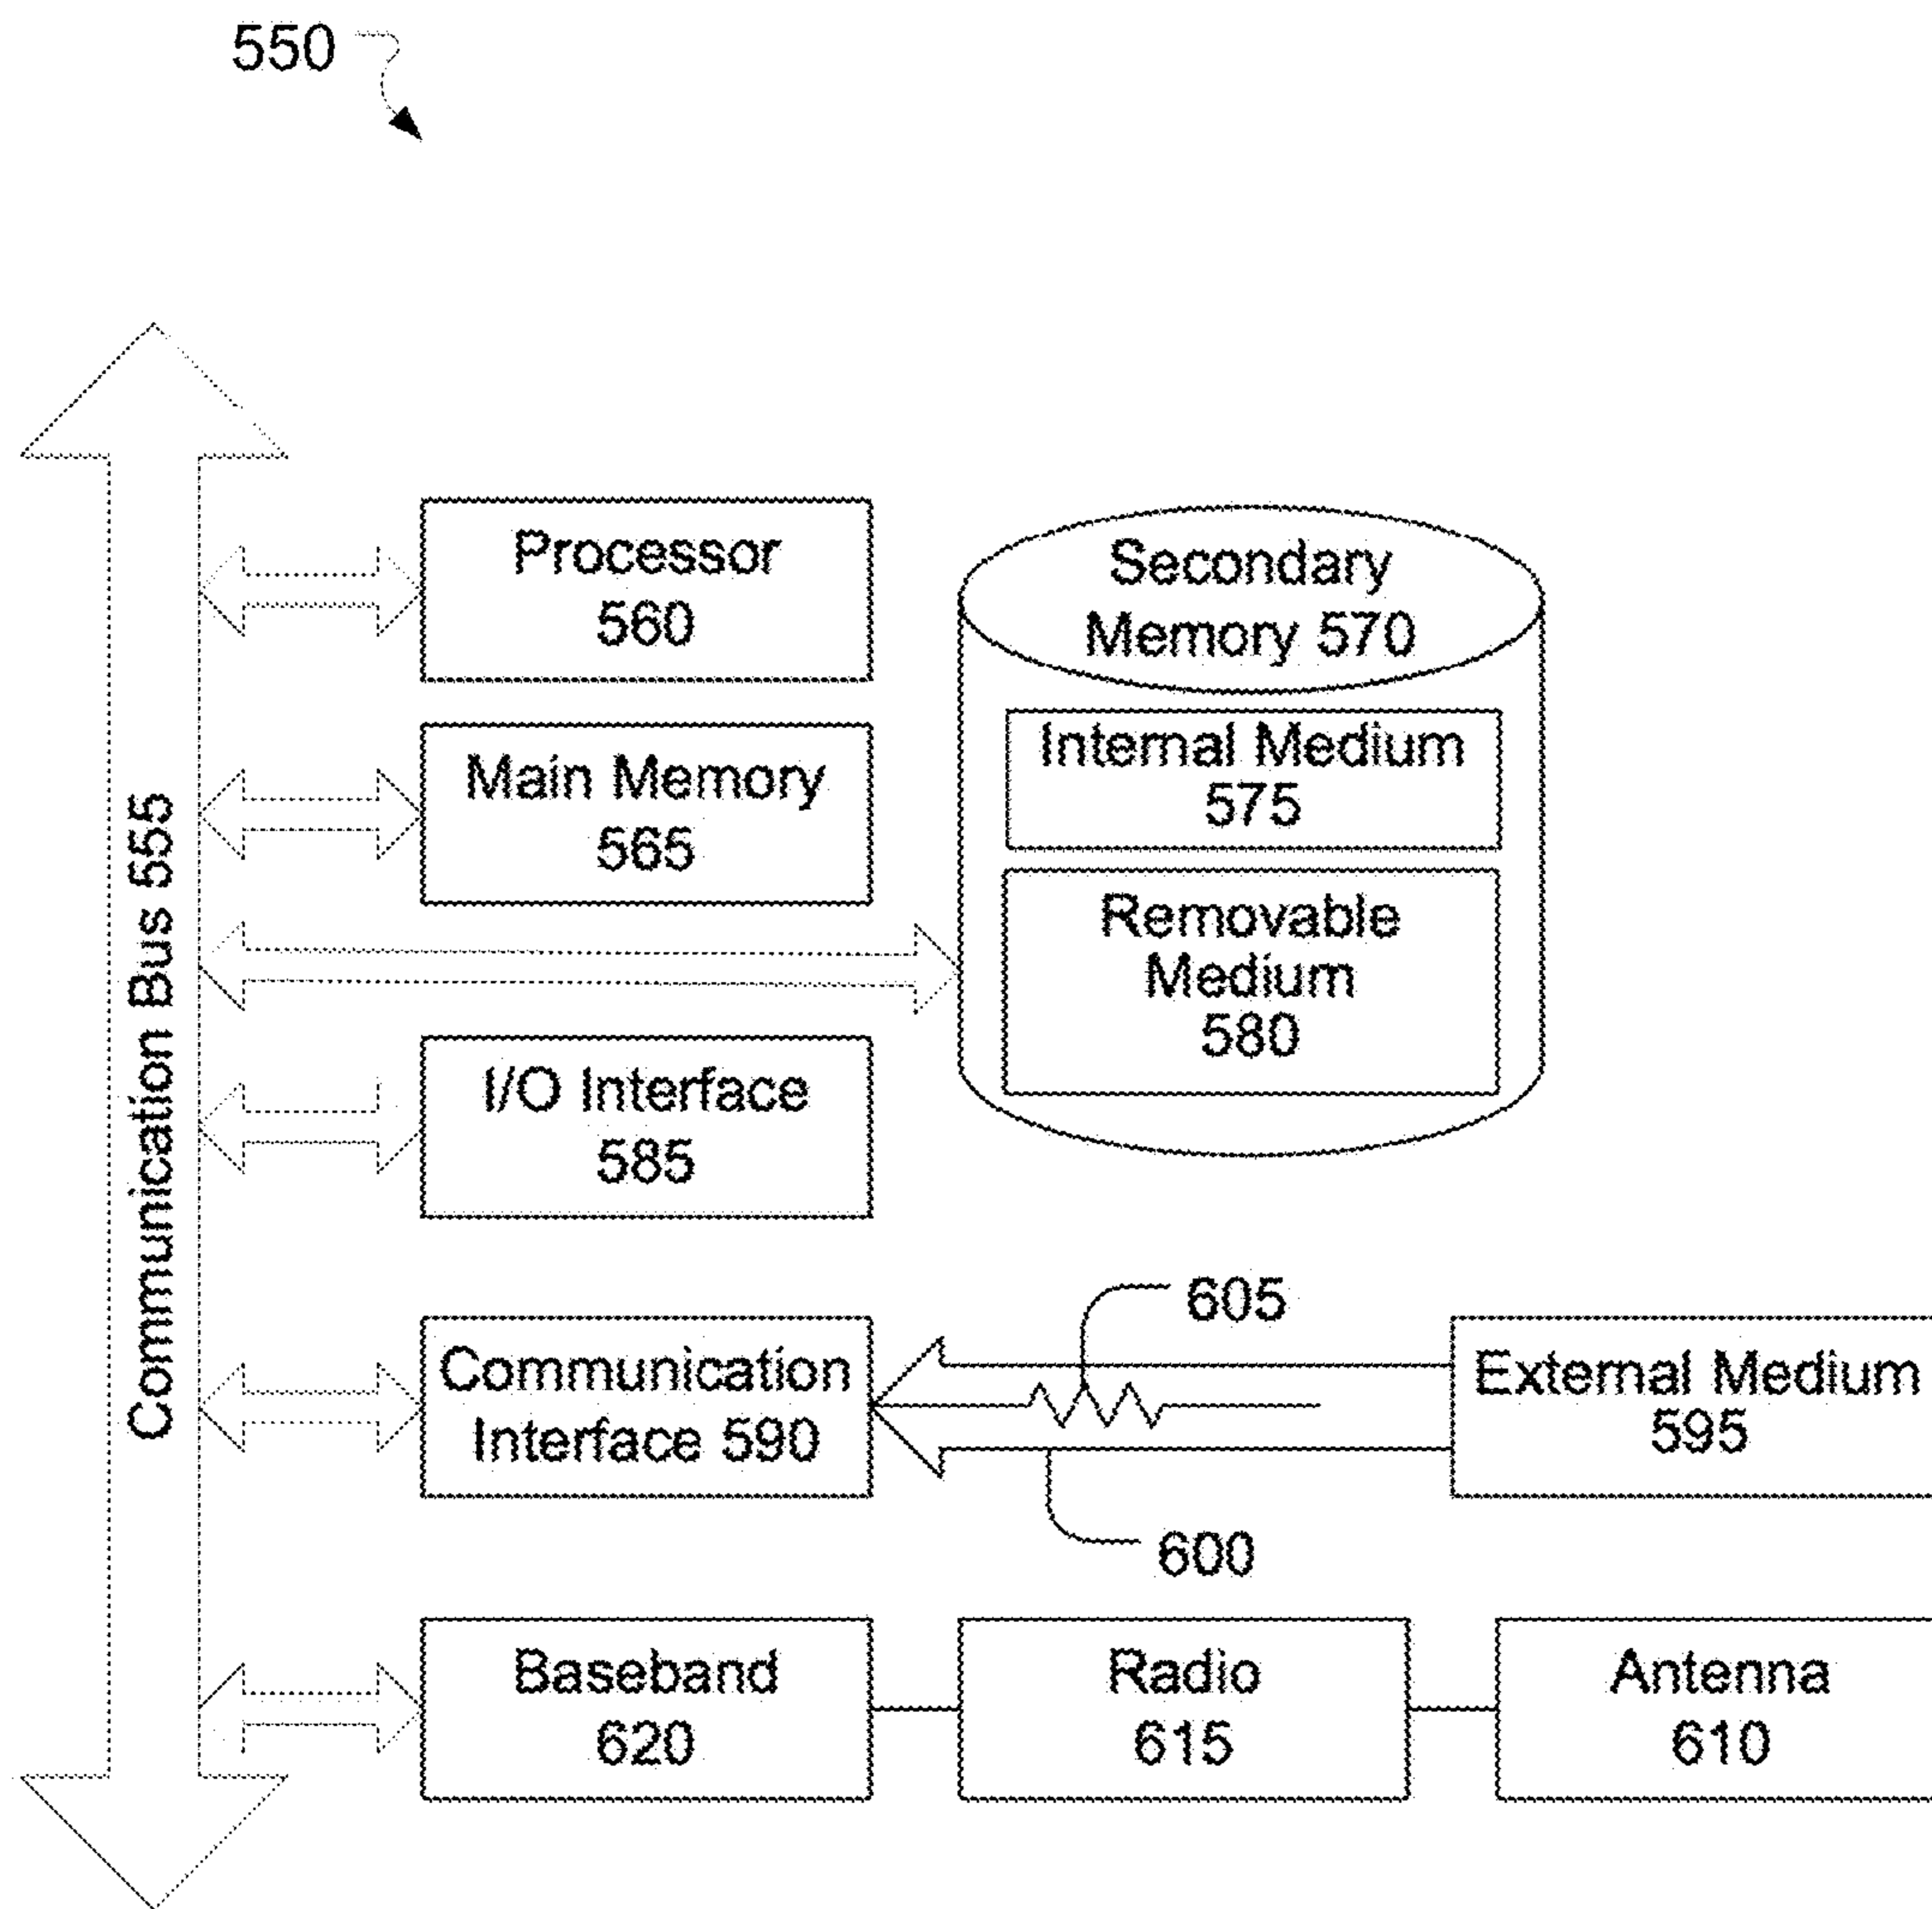 550
Communication Bus 555
Processor
560
Main Memory
565
Secondary
Memory 570
Internal Medium
575
Removable
Medium
580
I/O Interface
585
Communication
Interface 590
605
600
External Medium
595
Baseband
620
Radio
615
Antenna
610